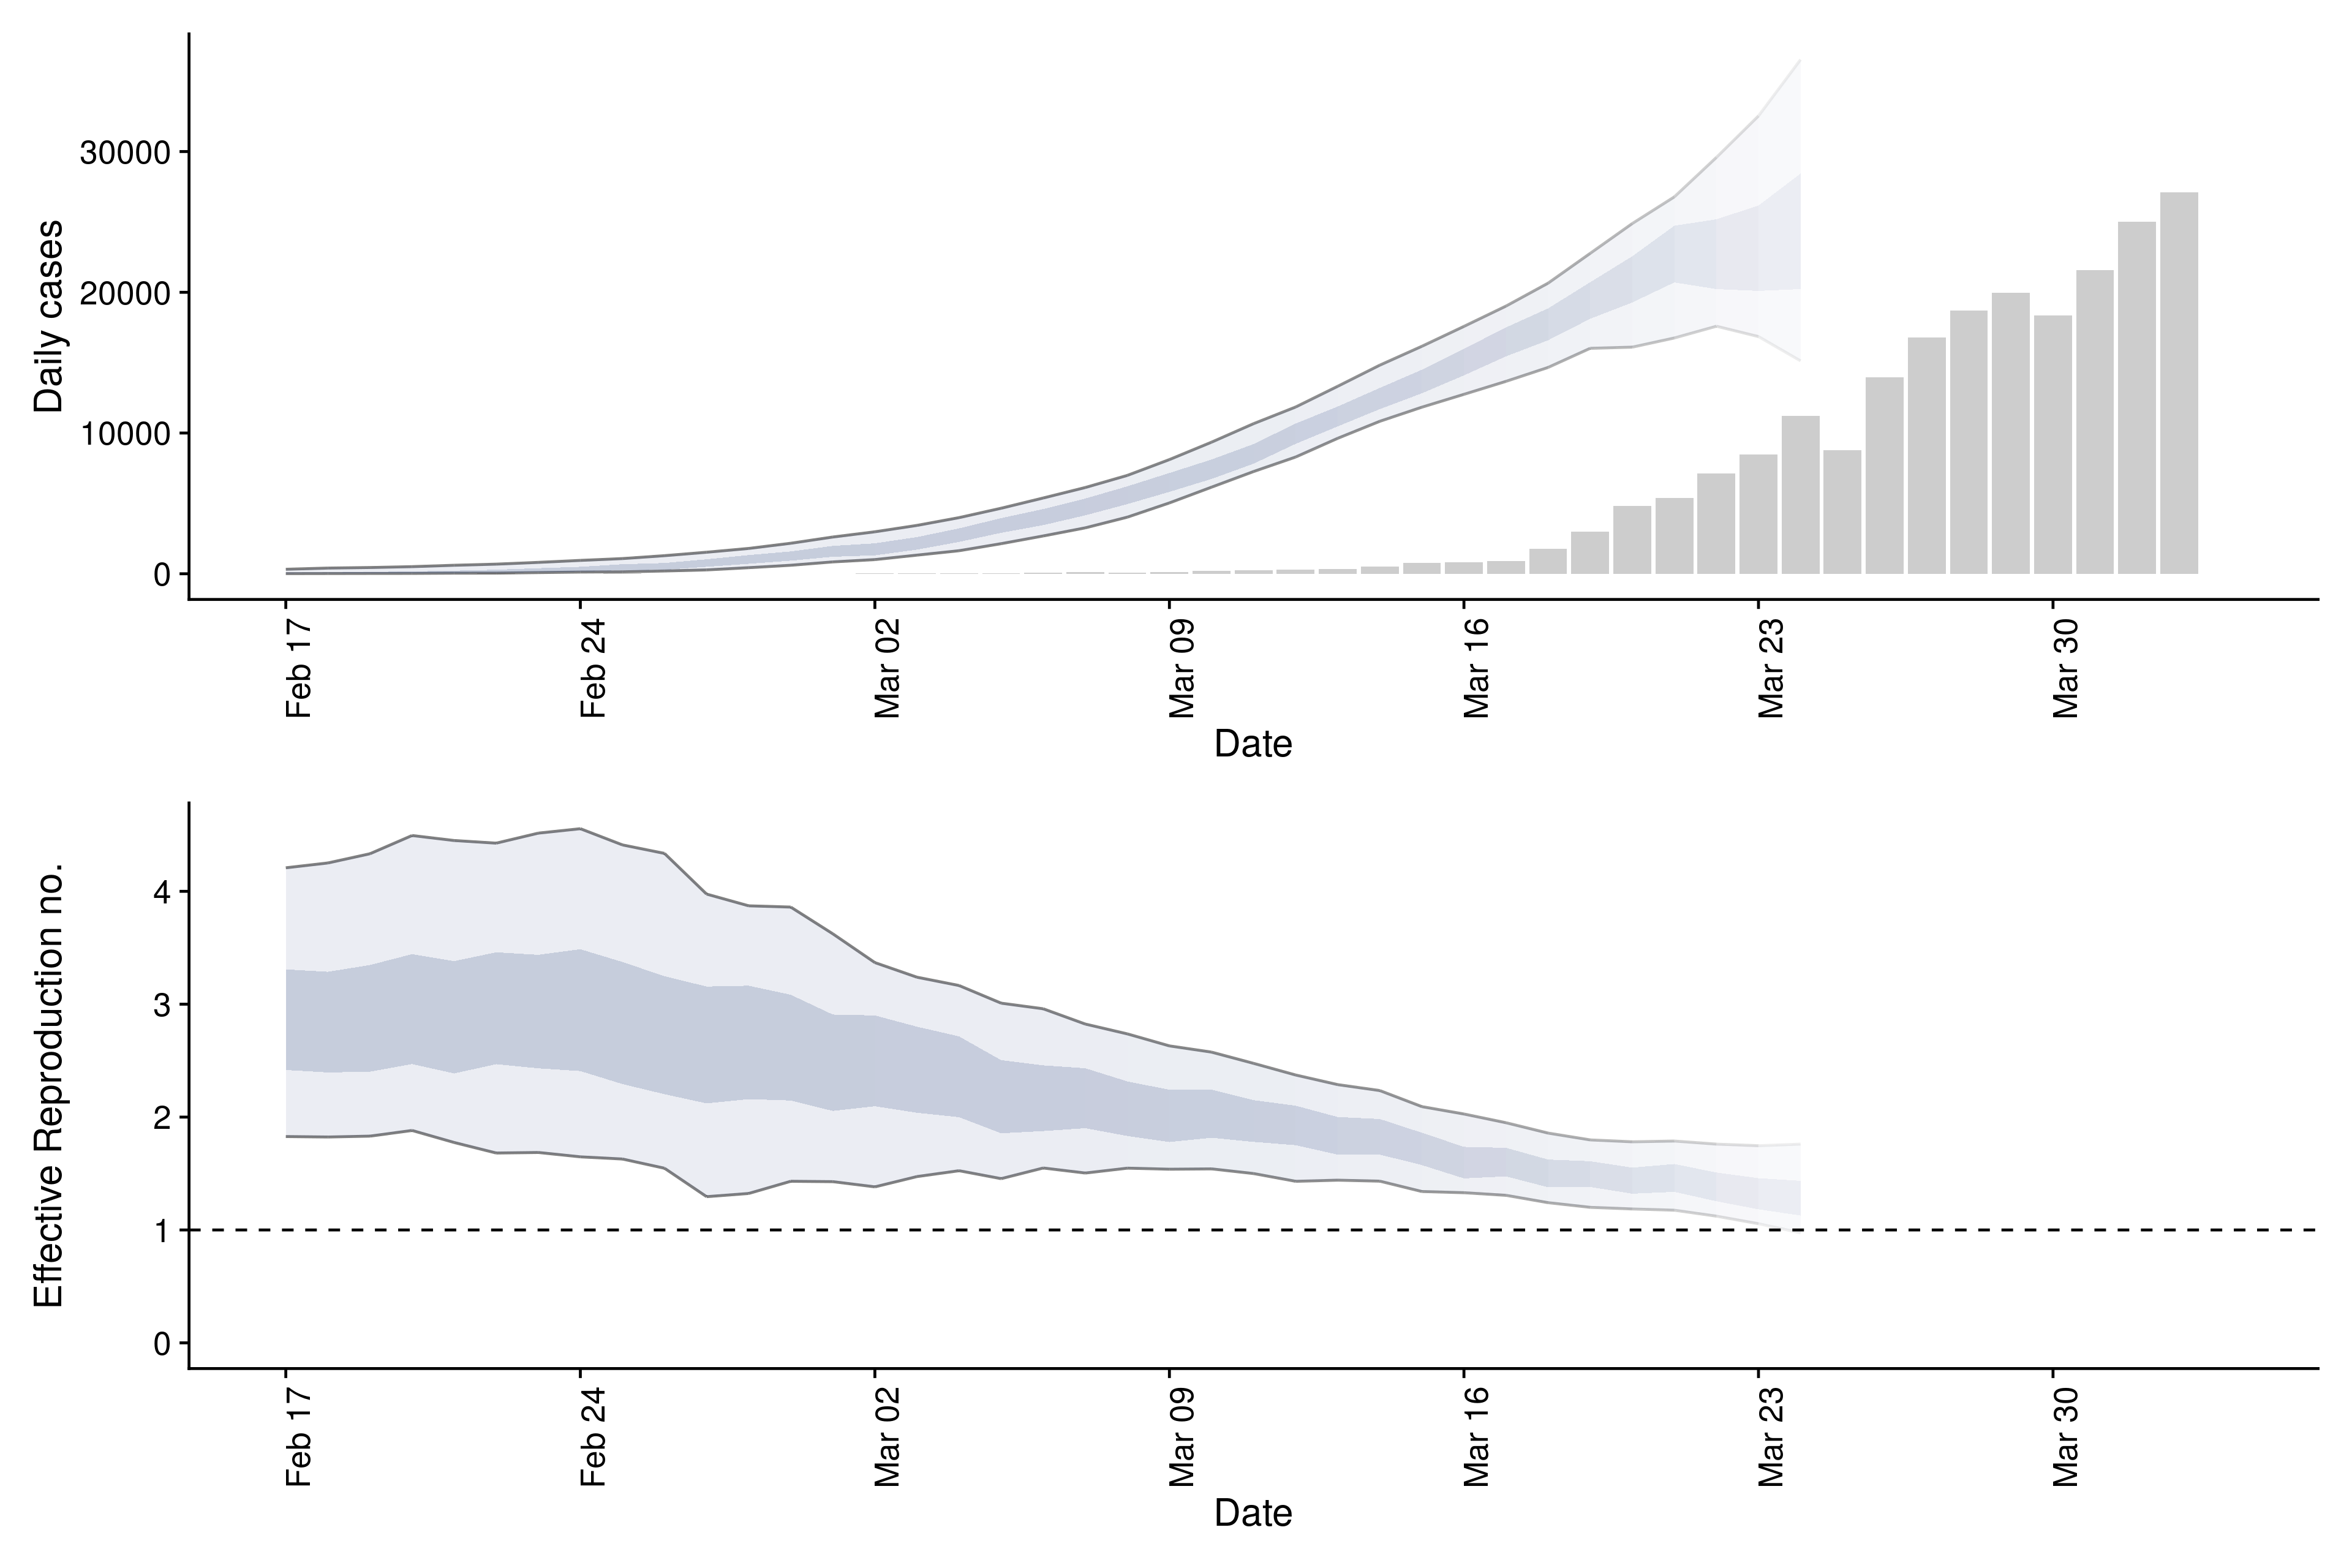 Daily cases
30000
20000
10000
0
Feb 17
Feb 24
Mar 02
Mar 09
Mar 16
Mar 23
Mar 30
Date
Effective Reproduction no.
4
3
2
1
0
Feb 17
Feb 24
Mar 02
Mar 09
Mar 16
Mar 23
Mar 30
Date